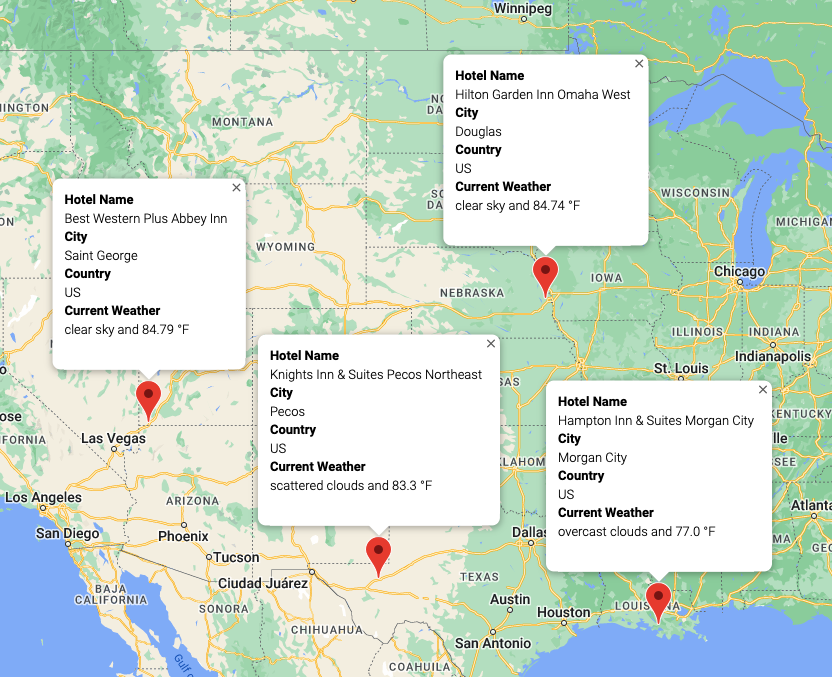 Winnipeg
INGTON
MONTANA
WYOMING
NEBRASKA
IOWA
WISCONSIN
MICHIGAN
Chicago
ILLINOIS
INDIANA
Indianapolis
St. Louis
KENTUCKY
Las Vegas
Los Angeles
San Diego
ARIZONA
Phoenix
Tucson
Ciudad Juárez
BAJA
CALIFORNIA
SONORA
CHIHUAHUA
COAHUILA
TEXAS
Dallas
Austin
Houston
San Antonio
LOUISIANA
Atlanta
Gulf
Hotel Name
Hilton Garden Inn Omaha West
City
Douglas
Country
US
Current Weather
clear sky and 84.74 °F
Hotel Name
Best Western Plus Abbey Inn
City
Saint George
Country
US
Current Weather
clear sky and 84.79 °F
Hotel Name
Knights Inn & Suites Pecos Northeast
City
Pecos
Country
US
Current Weather
scattered clouds and 83.3 °F
Hotel Name
Hampton Inn & Suites Morgan City
City
Morgan City
Country
US
Current Weather
overcast clouds and 77.0 °F